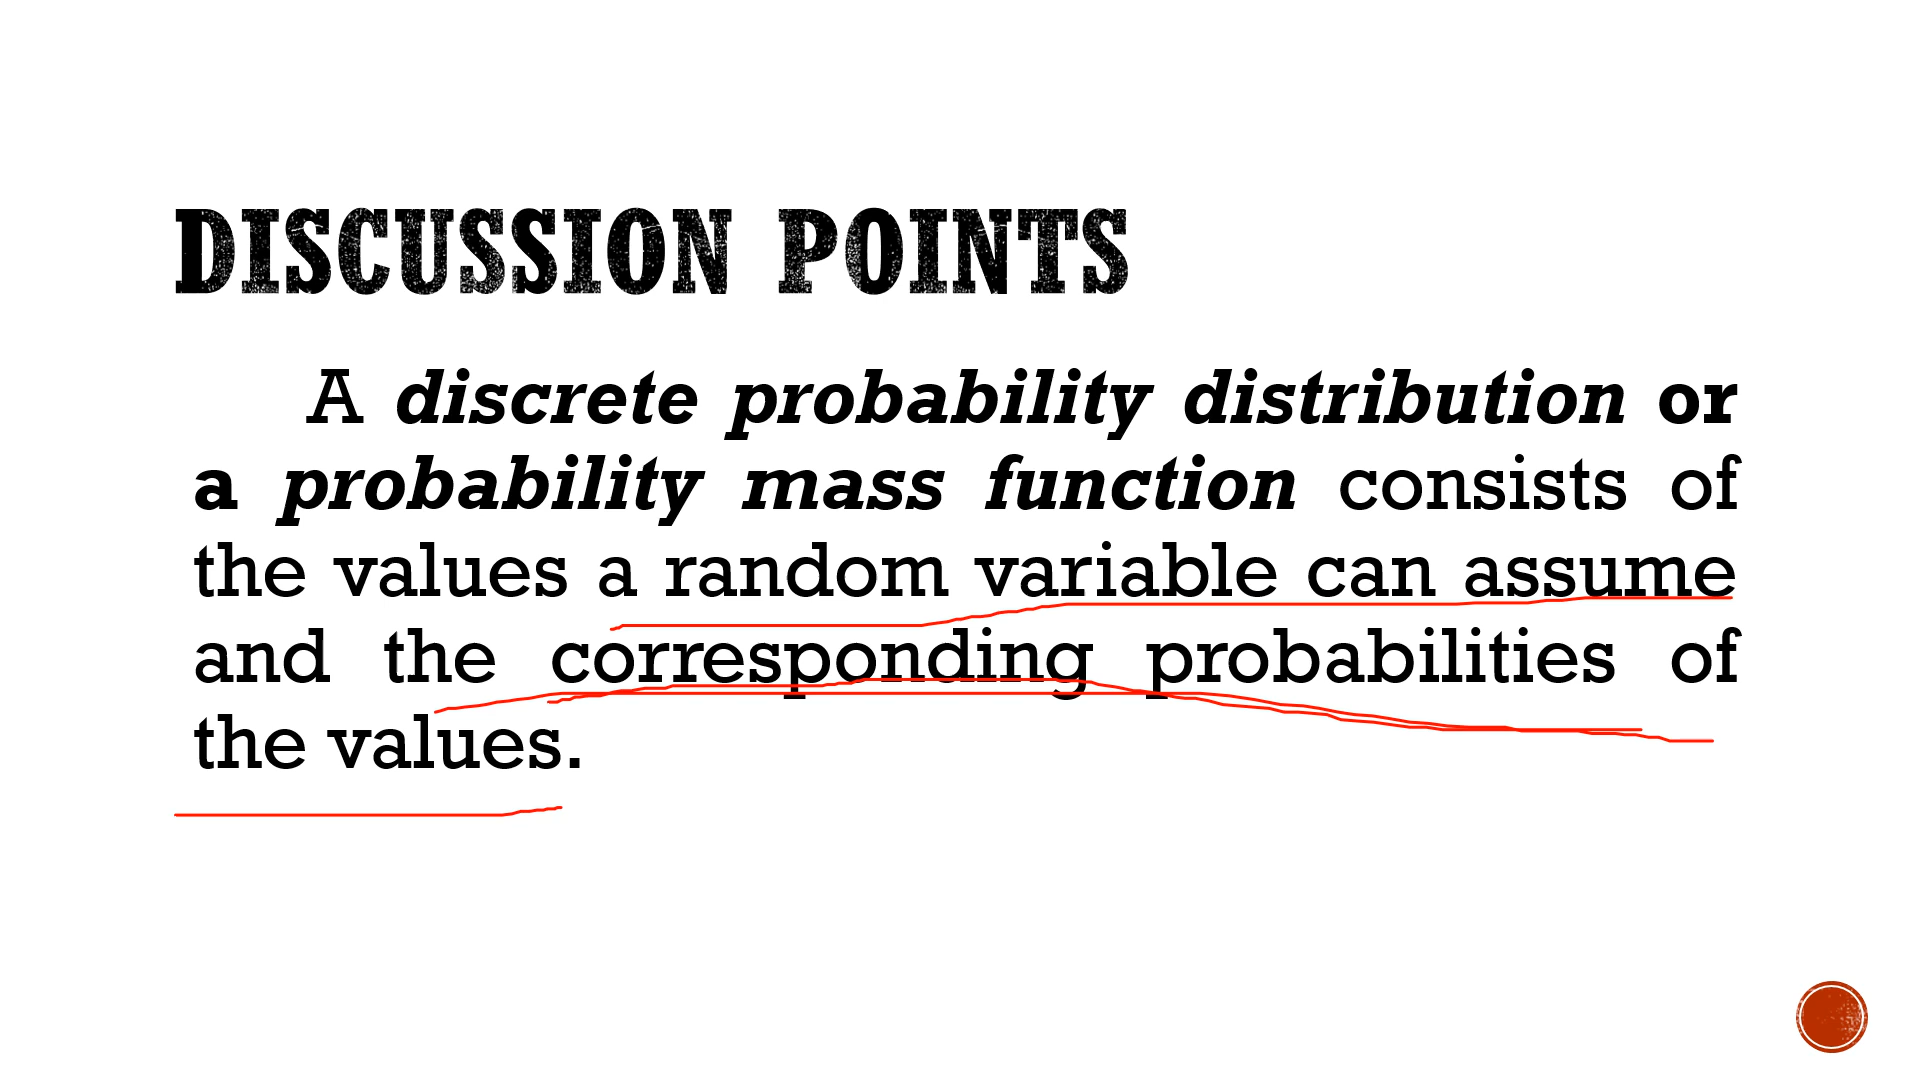 DISCUSSION POINTS
A discrete probability distribution or
a probability mass function consists of
the values a random variable can assume
and the corresponding probabilities of
the values.